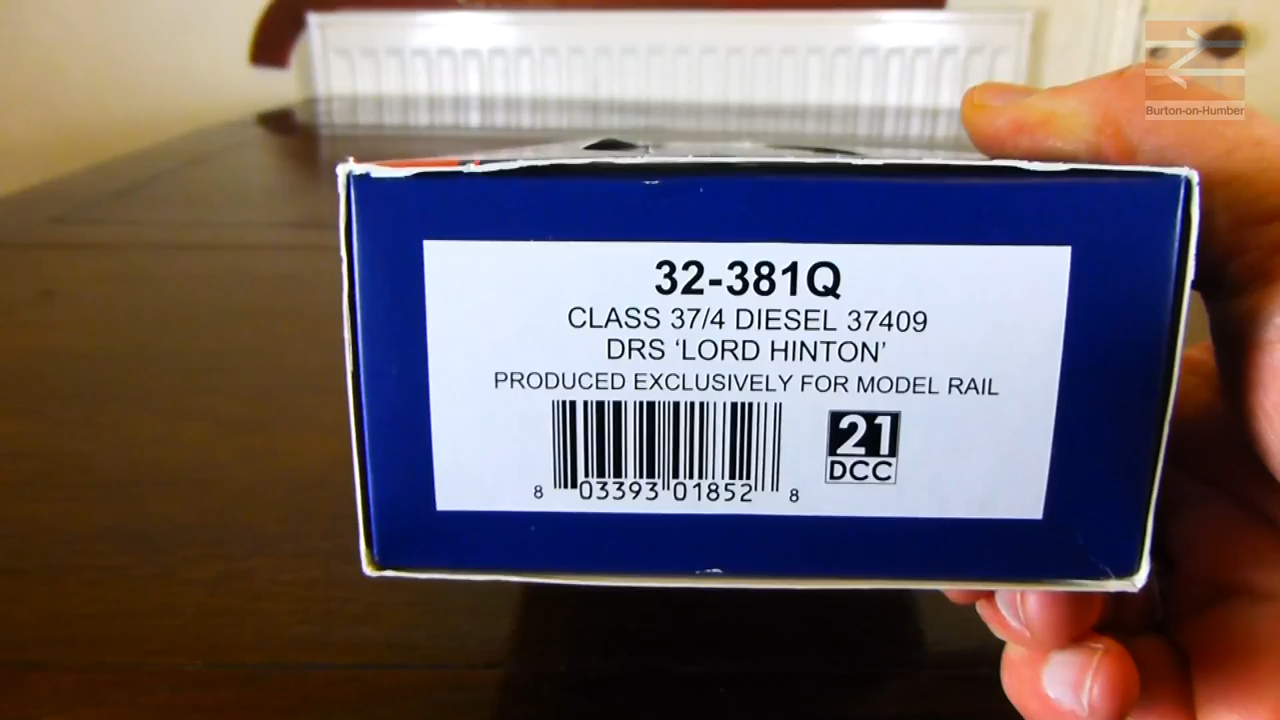 Burton-on-Humber
32-381Q
CLASS 37/4 DIESEL 37409
DRS ‘LORD HINTON’
PRODUCED EXCLUSIVELY FOR MODEL RAIL
21
DCC
8 03393 01852 8